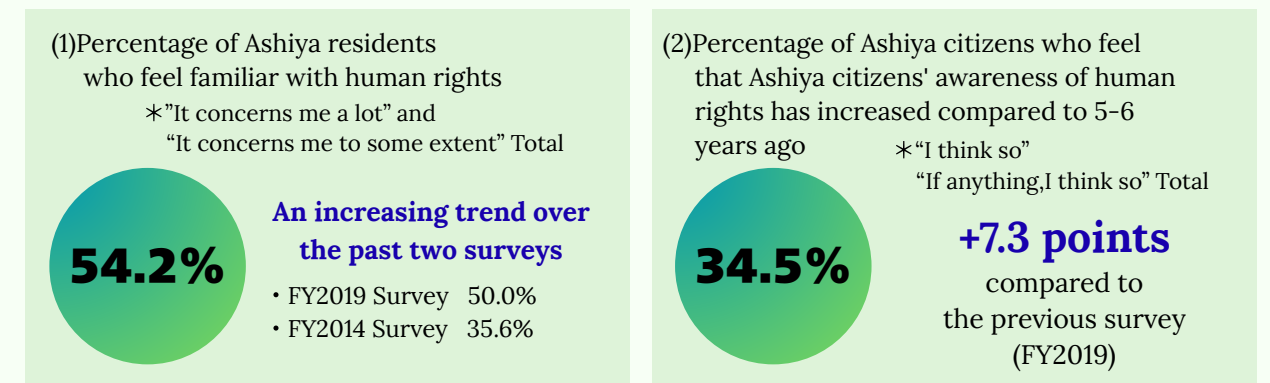 (1)Percentage of Ashiya residents
who feel familiar with human rights
＊”It concerns me a lot” and
“It concerns me to some extent” Total
54.2%
An increasing trend over
the past two surveys
・FY2019 Survey 50.0%
・FY2014 Survey 35.6%
(2)Percentage of Ashiya citizens who feel
that Ashiya citizens' awareness of human
rights has increased compared to 5-6
years ago
＊“I think so”
“If anything,I think so” Total
34.5%
+7.3 points
compared to
the previous survey
(FY2019)